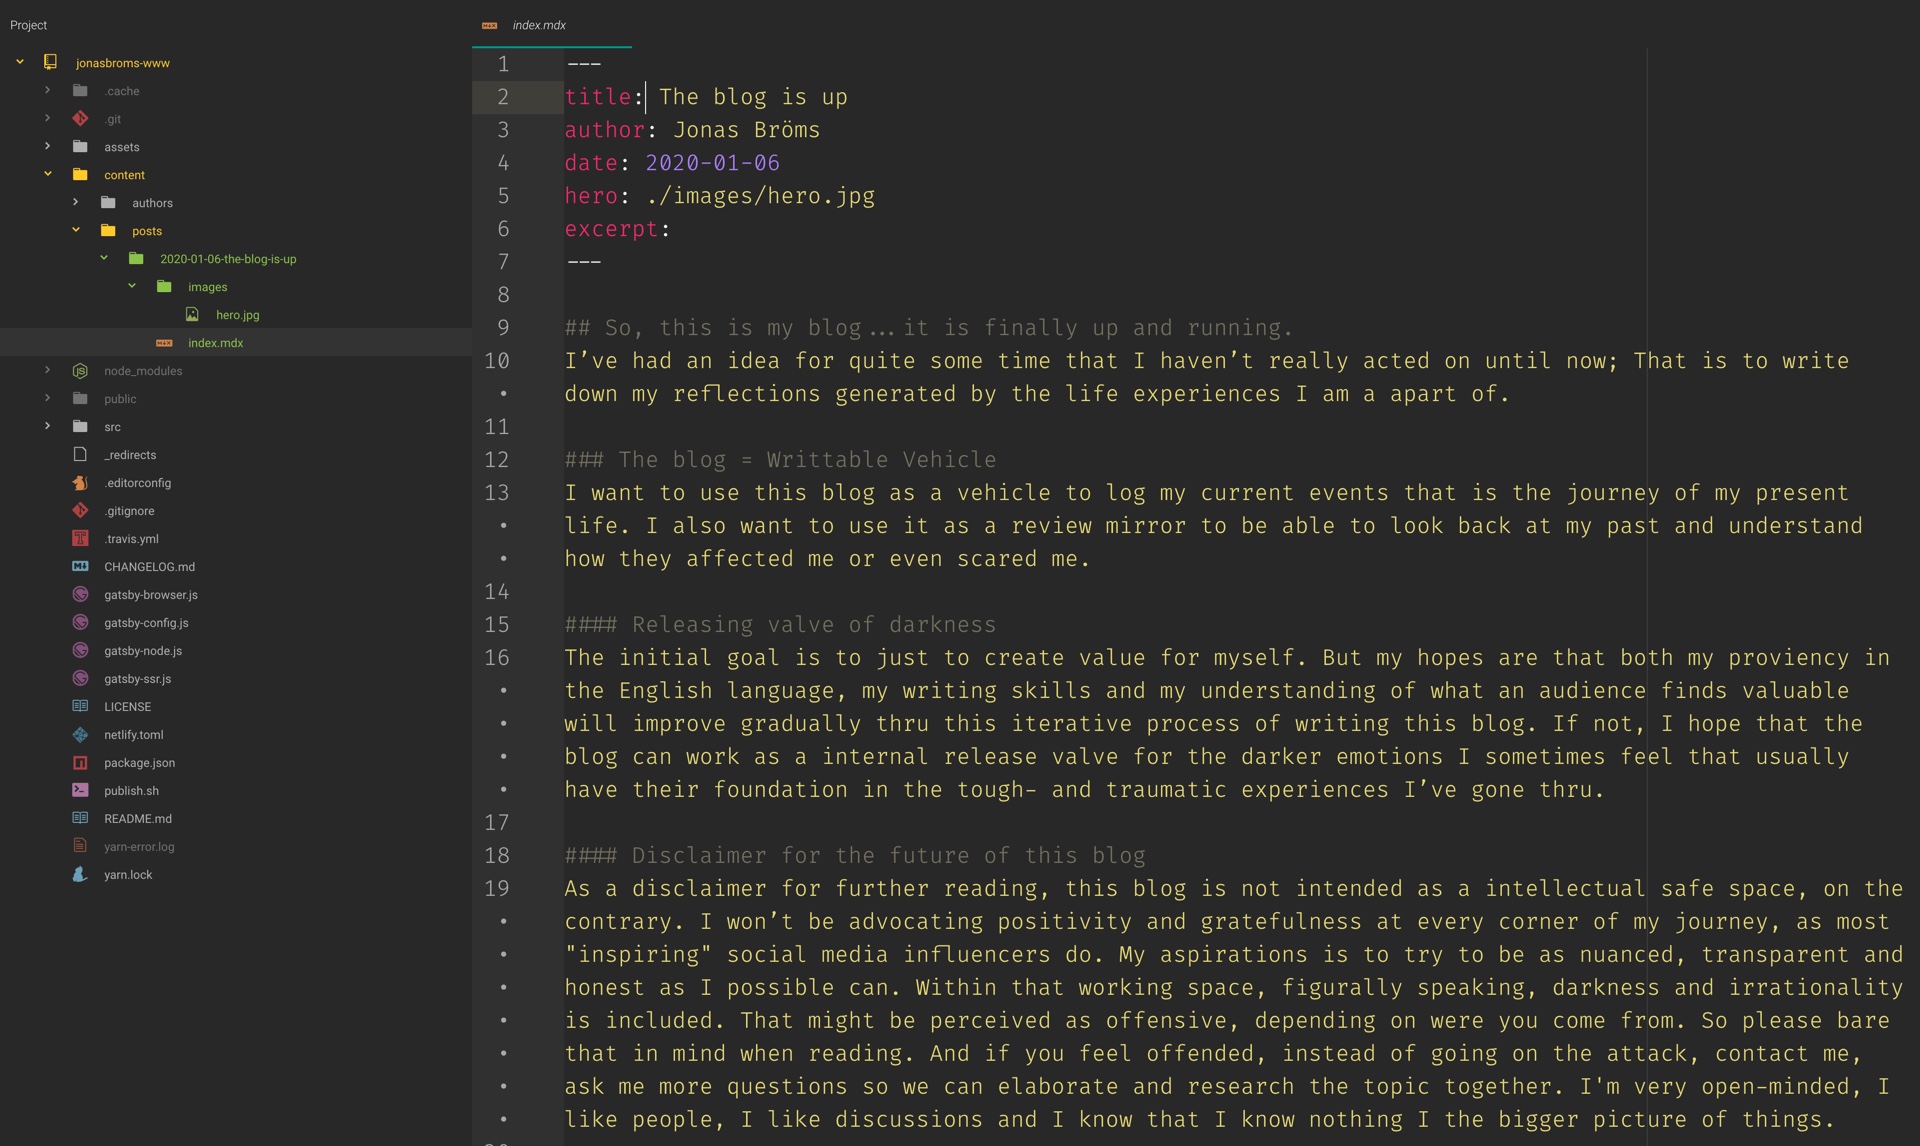 Project
jonasbroms-www
.cache
.git
assets
content
authors
posts
2020-01-06-the-blog-is-up
images
hero.jpg
index.mdx
node_modules
public
src
_redirects
.editorconfig
.gitignore
.travis.yml
CHANGELOG.md
gatsby-browser.js
gatsby-config.js
gatsby-node.js
gatsby-ssr.js
LICENSE
netlify.toml
package.json
publish.sh
README.md
yarn-error.log
yarn.lock
index.mdx
1 ---
2 title: The blog is up
3 author: Jonas Bröms
4 date: 2020-01-06
5 hero: ./images/hero.jpg
6 excerpt:
7 ---
8
9 ## So, this is my blog...it is finally up and running.
10 I’ve had an idea for quite some time that I haven’t really acted on until now; That is to write
• down my reflections generated by the life experiences I am a apart of.
11
12 ### The blog = Writtable Vehicle
13 I want to use this blog as a vehicle to log my current events that is the journey of my present
• life. I also want to use it as a review mirror to be able to look back at my past and understand
• how they affected me or even scared me.
14
15 #### Releasing valve of darkness
16 The initial goal is to just to create value for myself. But my hopes are that both my proviency in
• the English language, my writing skills and my understanding of what an audience finds valuable
• will improve gradually thru this iterative process of writing this blog. If not, I hope that the
• blog can work as a internal release valve for the darker emotions I sometimes feel that usually
• have their foundation in the tough- and traumatic experiences I’ve gone thru.
17
18 #### Disclaimer for the future of this blog
19 As a disclaimer for further reading, this blog is not intended as a intellectual safe space, on the
• contrary. I won’t be advocating positivity and gratefulness at every corner of my journey, as most
• "inspiring" social media influencers do. My aspirations is to try to be as nuanced, transparent and
• honest as I possible can. Within that working space, figurally speaking, darkness and irrationality
• is included. That might be perceived as offensive, depending on were you come from. So please bare
• that in mind when reading. And if you feel offended, instead of going on the attack, contact me,
• ask me more questions so we can elaborate and research the topic together. I'm very open-minded, I
• like people, I like discussions and I know that I know nothing I the bigger picture of things.